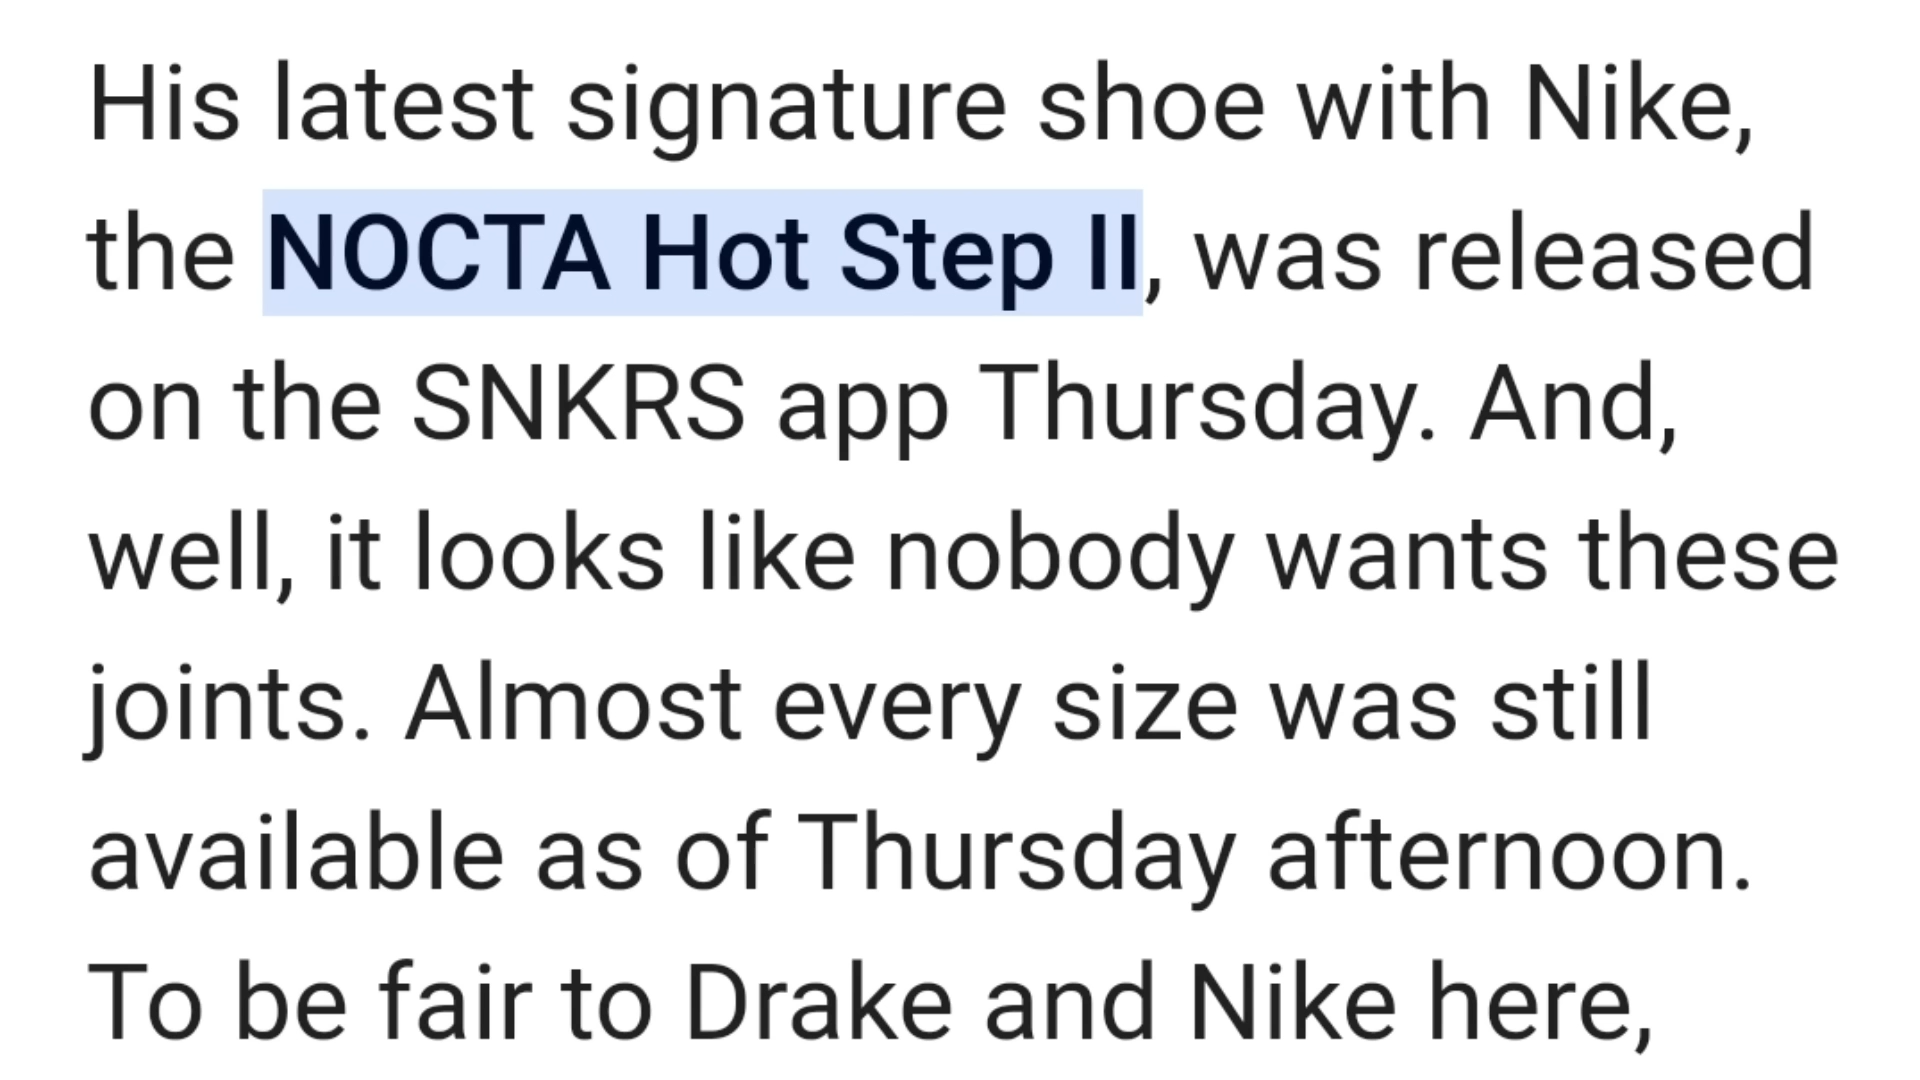 His latest signature shoe with Nike,
the NOCTA Hot Step II, was released
on the SNKRS app Thursday. And,
well, it looks like nobody wants these
joints. Almost every size was still
available as of Thursday afternoon.
To be fair to Drake and Nike here,